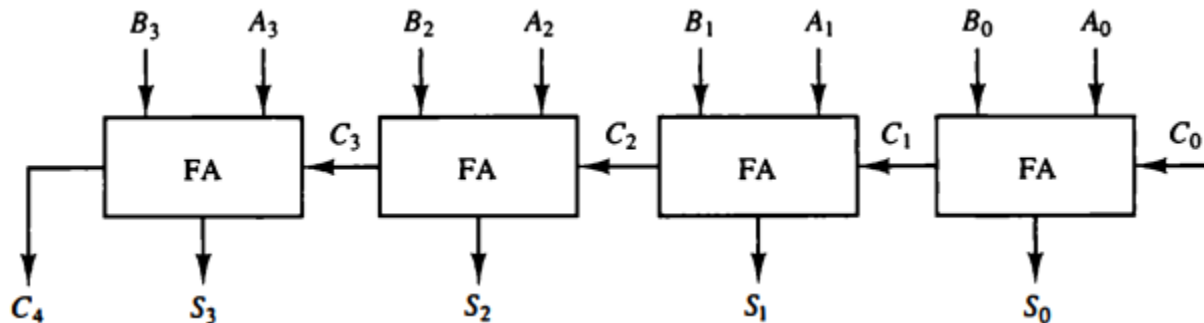 B₃ A₃ B₂ A₂ B₁ A₁ B₀ A₀
C₃ C₂ C₁ C₀
FA FA FA FA
C₄ S₃ S₂ S₁ S₀